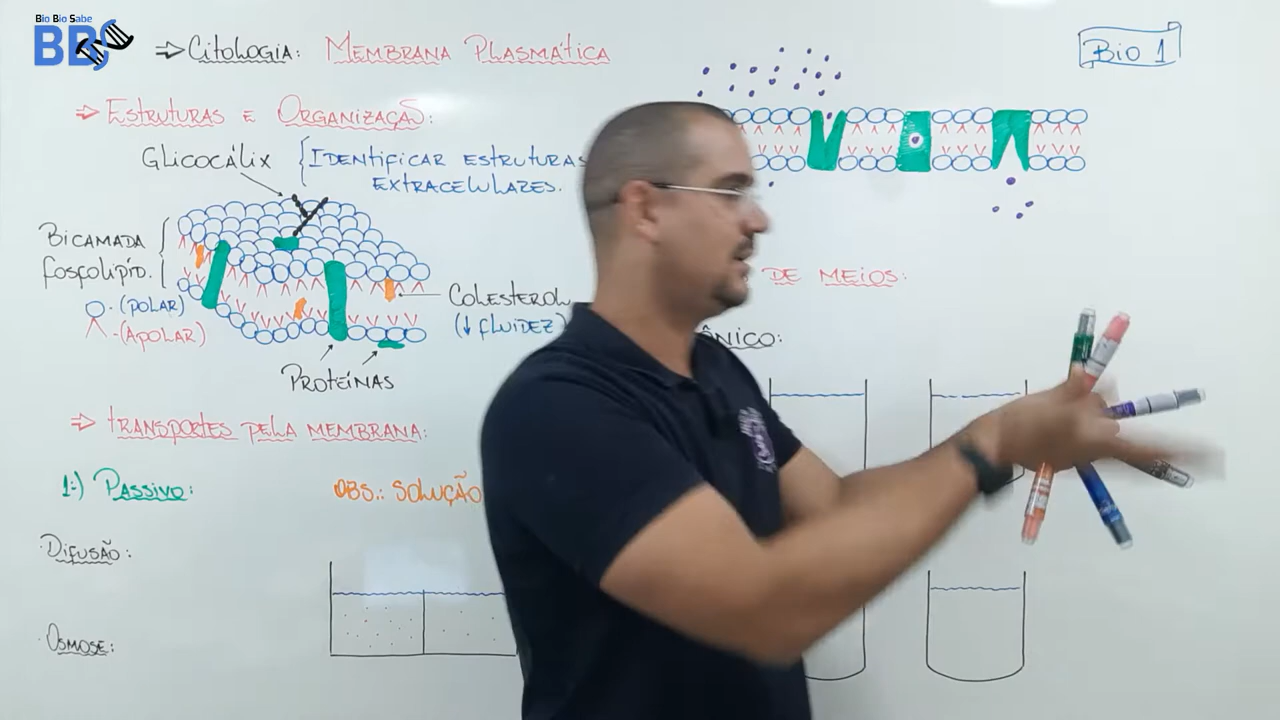 Bio Bio Sabe
BBS
⇒ Citologia: Membrana Plasmática
Bio 1
⇒ Estruturas e Organização:
Glicocálix
Identificar estruturas
extracelulares.
Bicamada
fosfolipíd.
- (Polar)
- (Apolar)
Colesterol
(↓ fluidez)
Proteínas
de meios:
ônico:
⇒ transportes pela membrana:
1:) Passivo:
OBS.: Solução
Difusão:
Osmose: